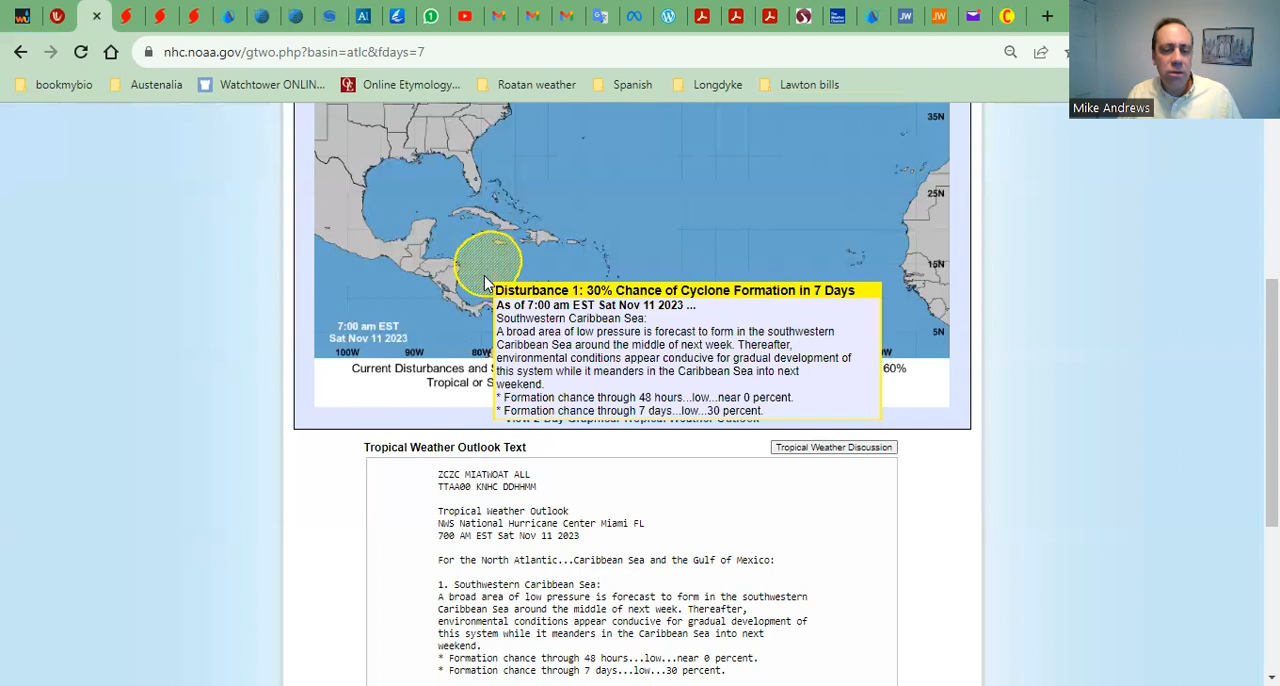 nhc.noaa.gov/gtwo.php?basin=atlc&fdays=7
bookmybio Austenalia Watchtower ONLIN... Online Etymology... Roatan weather Spanish Longdyke Lawton bills
Mike Andrews
35N
25N
15N
5N
7:00 am EST
Sat Nov 11 2023
100W 90W 80W
Current Disturbances and 60%
Tropical or S
Disturbance 1: 30% Chance of Cyclone Formation in 7 Days
As of 7:00 am EST Sat Nov 11 2023 ...
Southwestern Caribbean Sea:
A broad area of low pressure is forecast to form in the southwestern
Caribbean Sea around the middle of next week. Thereafter,
environmental conditions appear conducive for gradual development of
this system while it meanders in the Caribbean Sea into next
weekend.
* Formation chance through 48 hours...low...near 0 percent.
* Formation chance through 7 days...low...30 percent.
View 2-Day Graphical Tropical Weather Outlook
Tropical Weather Outlook Text
Tropical Weather Discussion
ZCZC MIATWOAT ALL
TTAA00 KNHC DDHHMM
Tropical Weather Outlook
NWS National Hurricane Center Miami FL
700 AM EST Sat Nov 11 2023
For the North Atlantic...Caribbean Sea and the Gulf of Mexico:
1. Southwestern Caribbean Sea:
A broad area of low pressure is forecast to form in the southwestern
Caribbean Sea around the middle of next week. Thereafter,
environmental conditions appear conducive for gradual development of
this system while it meanders in the Caribbean Sea into next
weekend.
* Formation chance through 48 hours...low...near 0 percent.
* Formation chance through 7 days...low...30 percent.